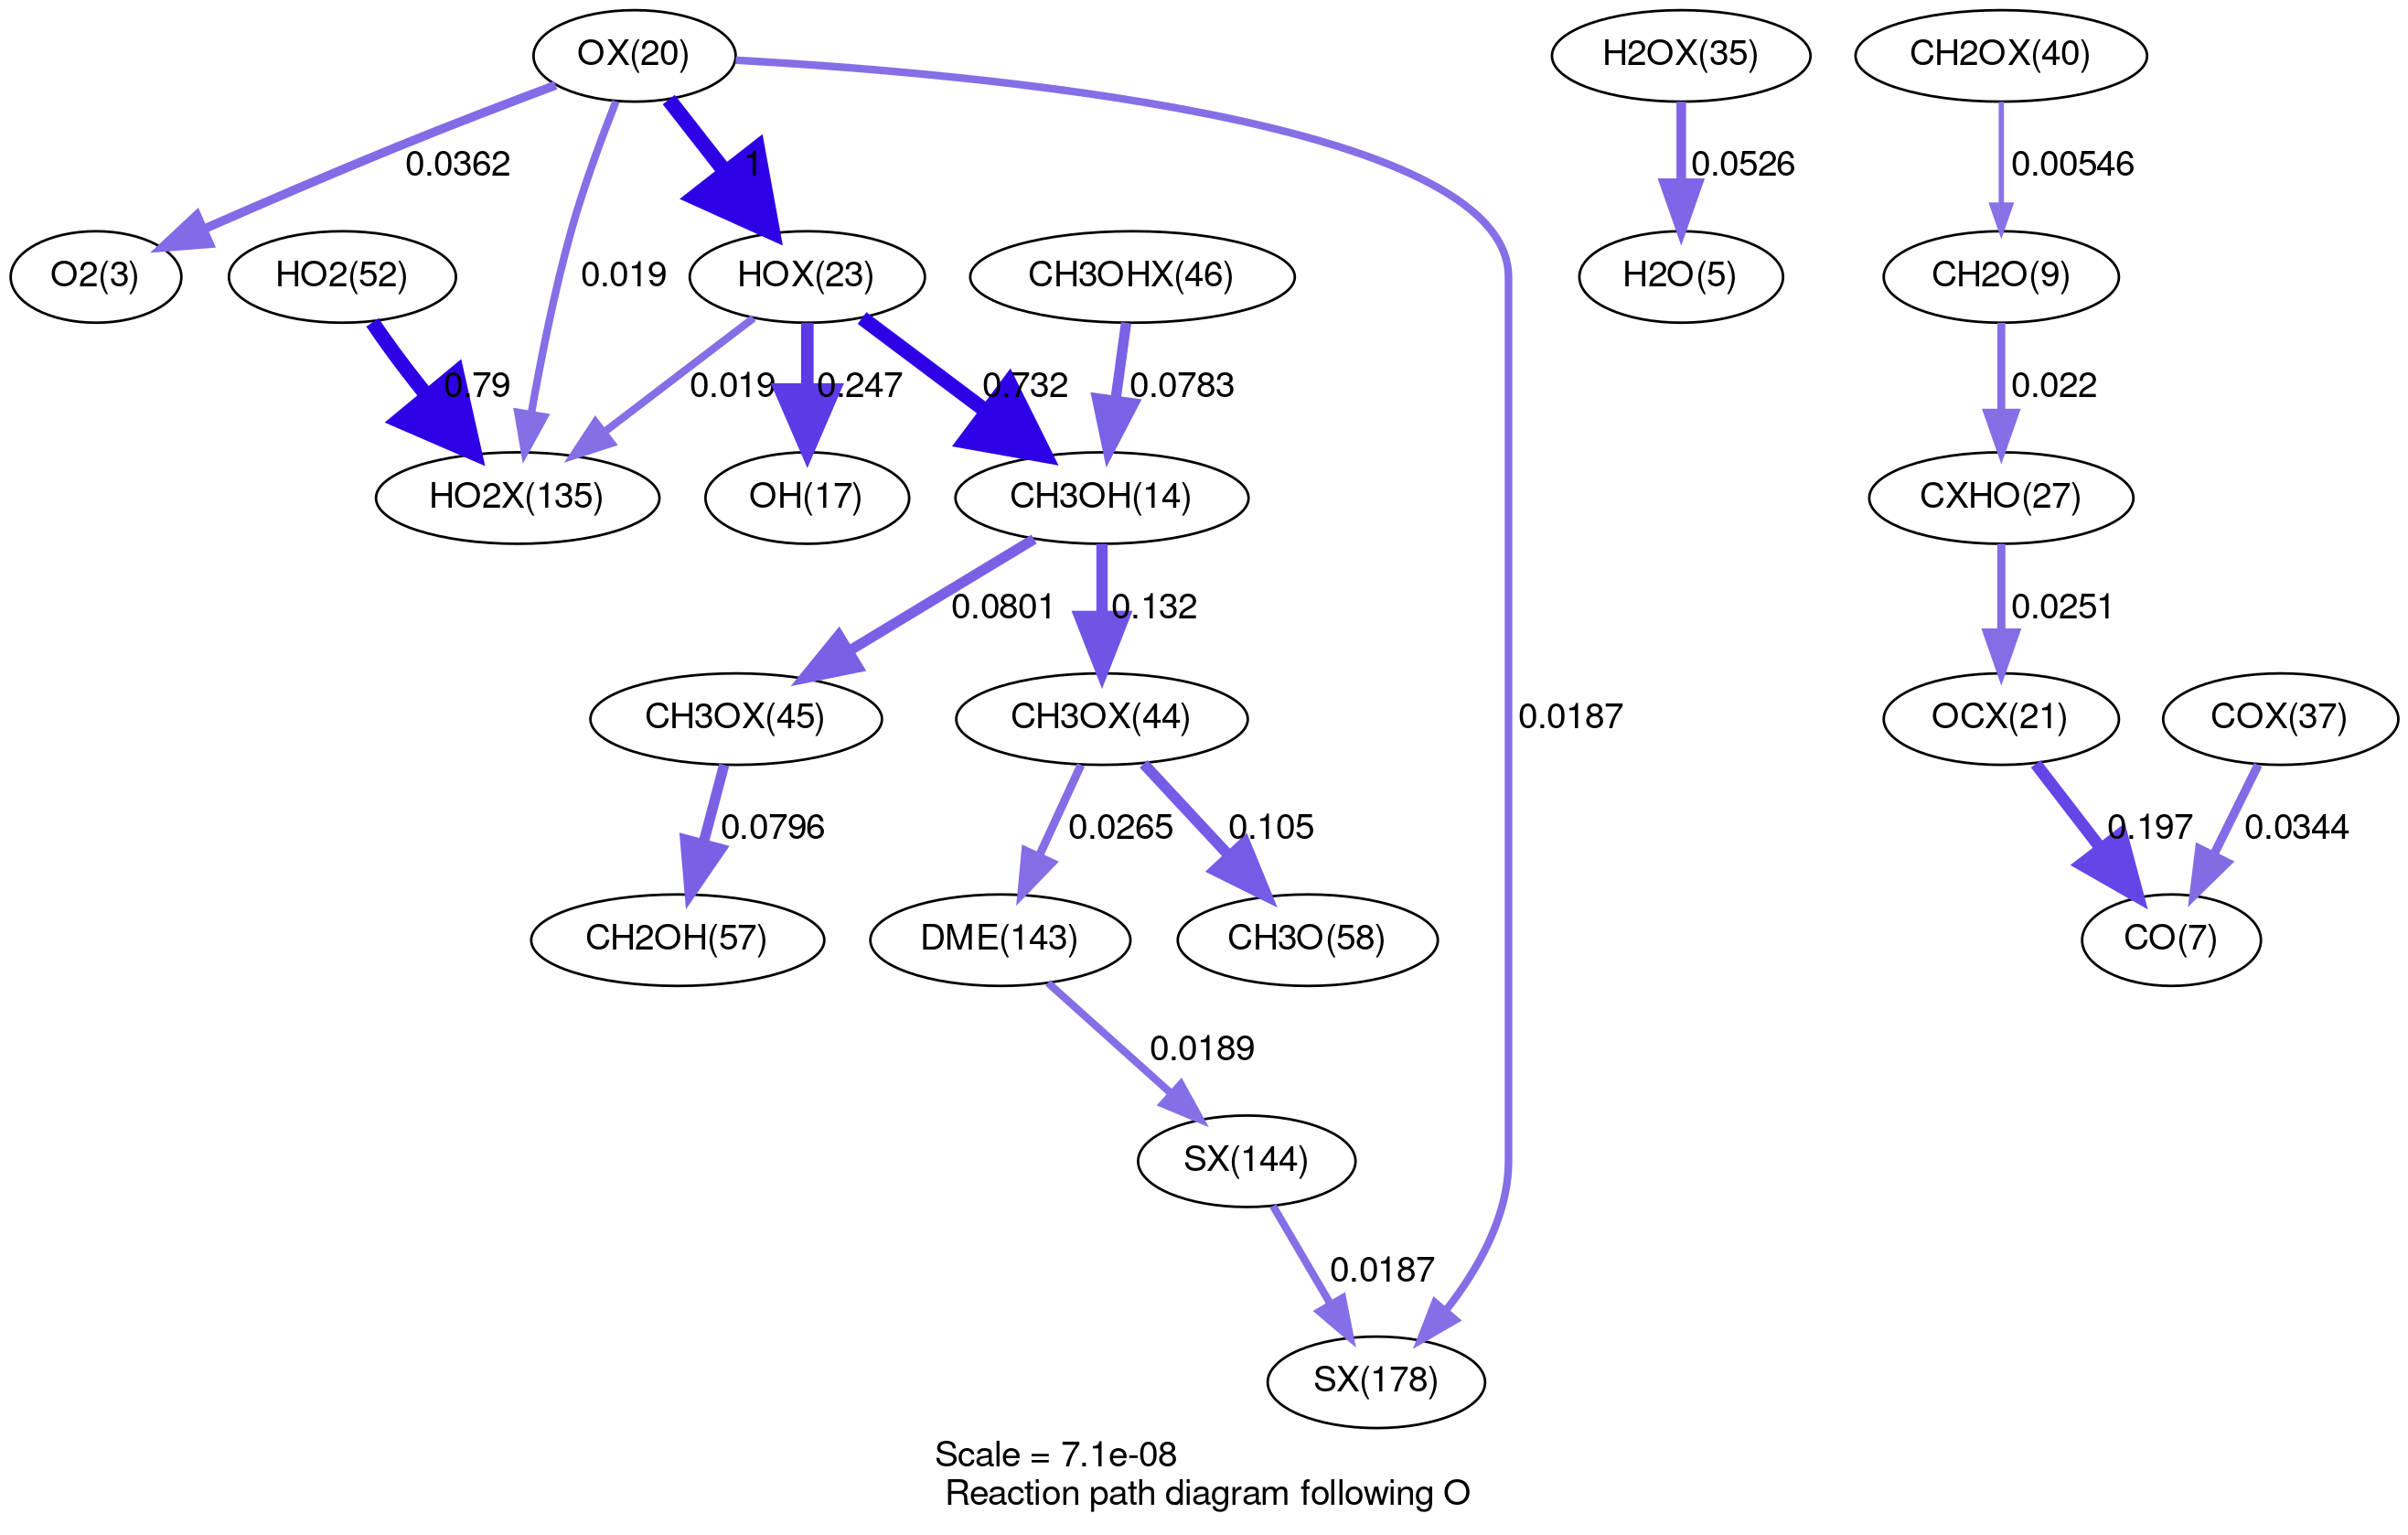 OX(20)
H2OX(35)
CH2OX(40)
0.0362
1
0.0526
0.00546
O2(3)
HO2(52)
0.019
HOX(23)
CH3OHX(46)
H2O(5)
CH2O(9)
0.79
0.019
0.247
0.732
0.0783
0.022
HO2X(135)
OH(17)
CH3OH(14)
CXHO(27)
0.0801
0.132
0.0251
CH3OX(45)
CH3OX(44)
0.0187
OCX(21)
COX(37)
0.0796
0.0265
0.105
0.197
0.0344
CH2OH(57)
DME(143)
CH3O(58)
CO(7)
0.0189
SX(144)
0.0187
SX(178)
Scale = 7.1e-08
Reaction path diagram following O